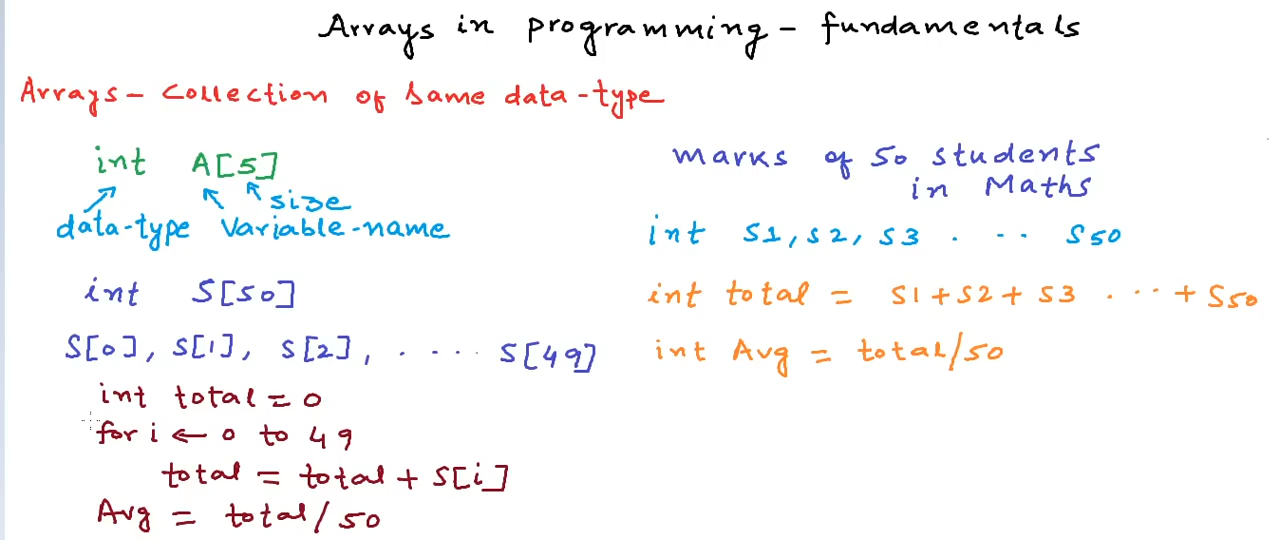 Arrays in programming - fundamentals
Arrays - Collection of same data-type
int A[5]
size
data-type Variable-name
int S[50]
S[0], S[1], S[2], . . . . . S[49]
int total = 0
for i ← 0 to 49
total = total + S[i]
Avg = total/50
marks of 50 students
in Maths
int S1, S2, S3 . . . . S50
int total = S1 + S2 + S3 . . . . + S50
int Avg = total/50